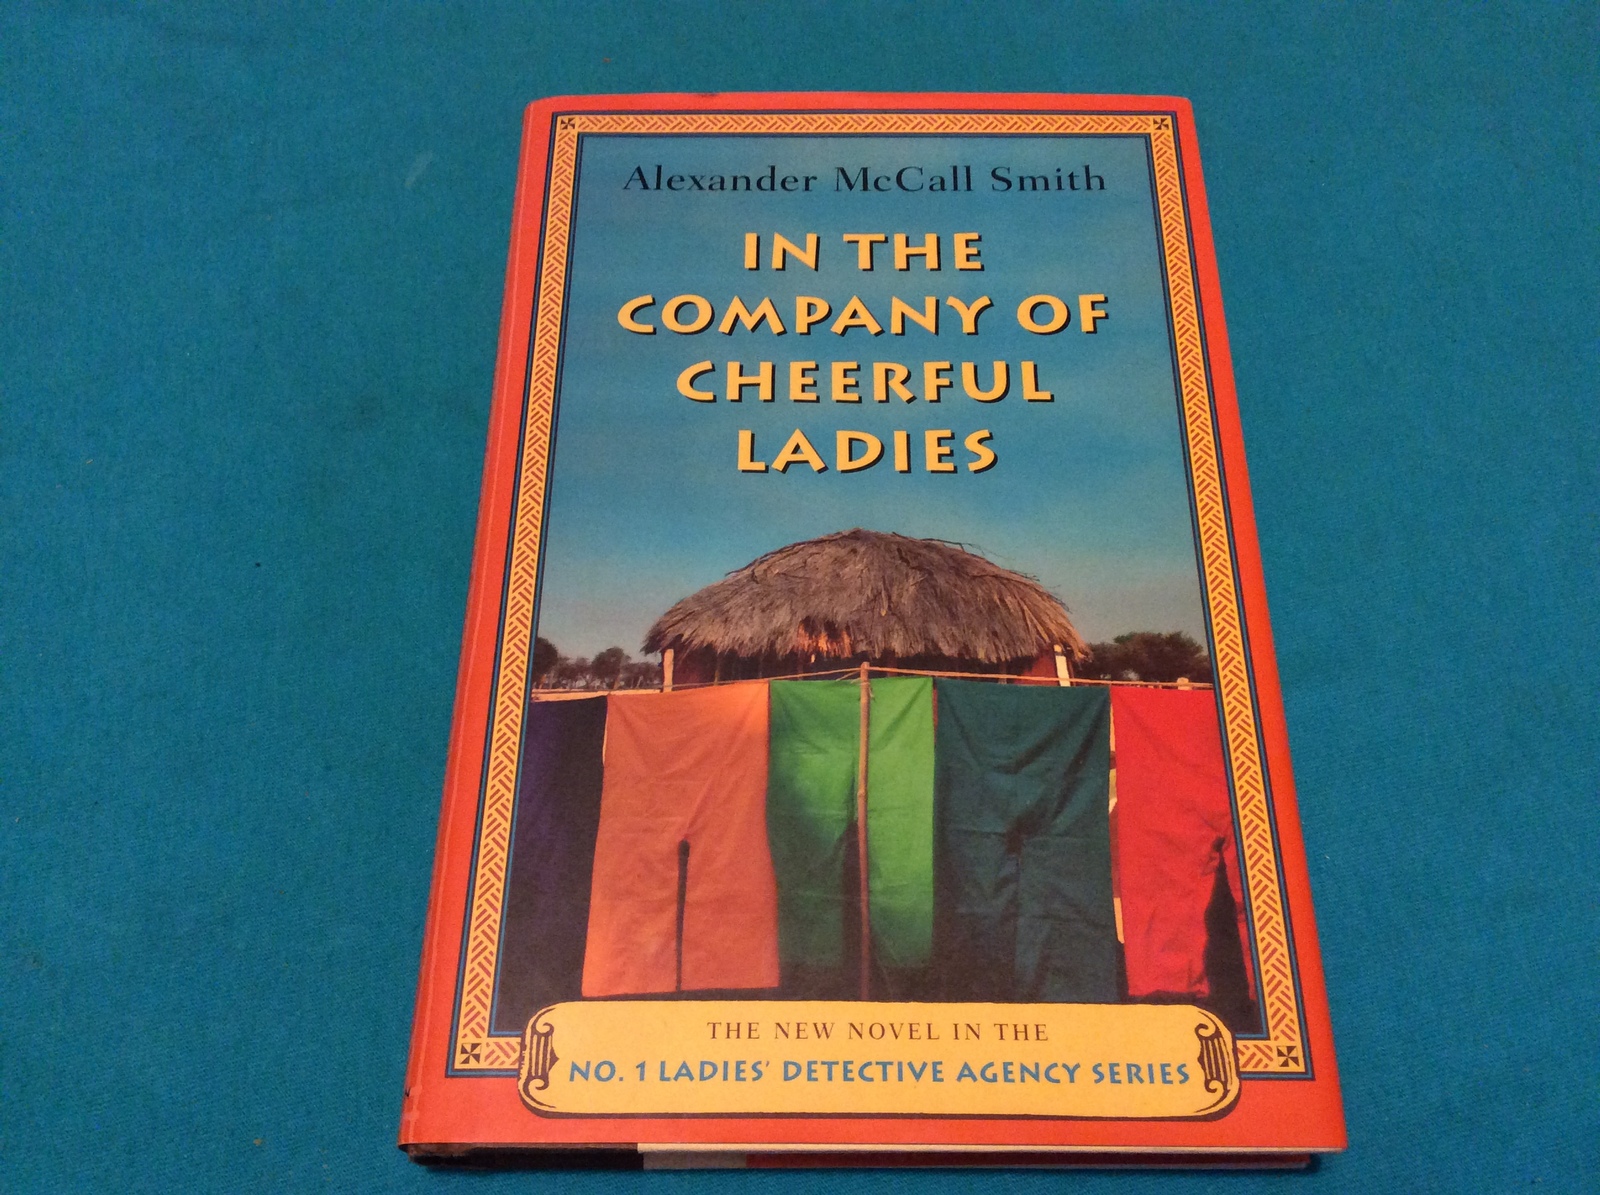 Alexander McCall Smith
IN THE
COMPANY OF
CHEERFUL
LADIES
THE NEW NOVEL IN THE
NO. 1 LADIES' DETECTIVE AGENCY SERIES